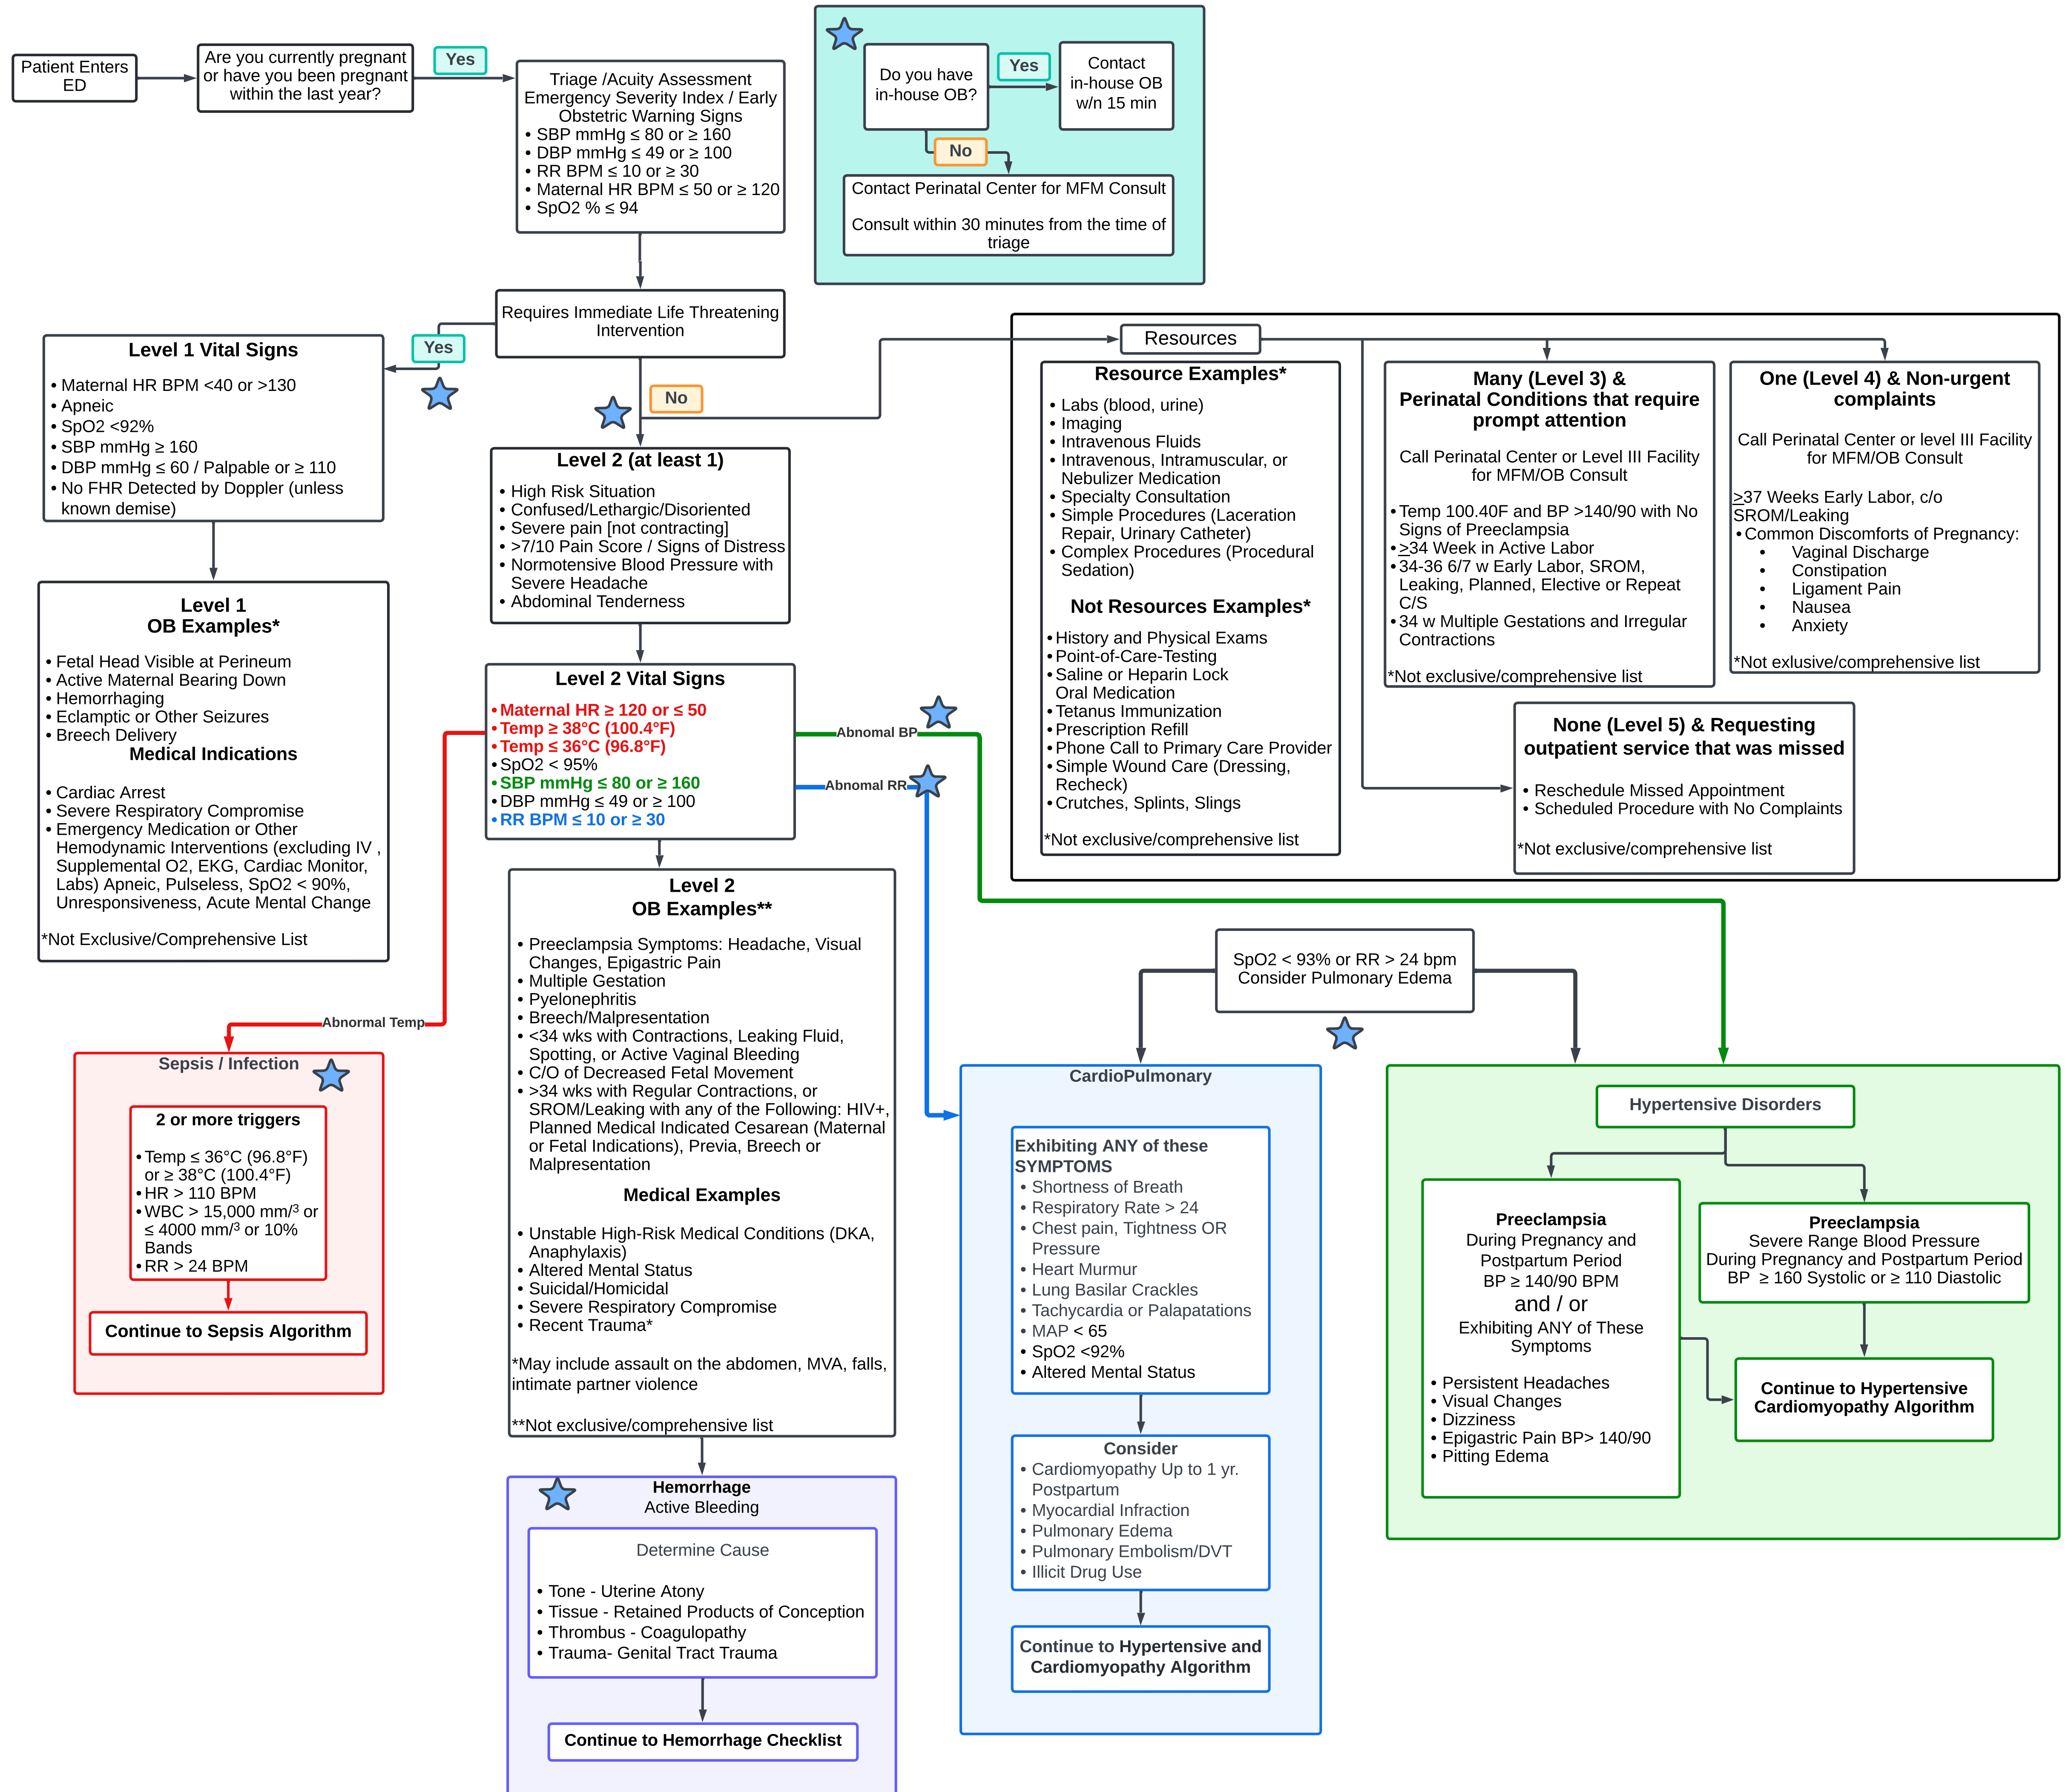 Patient Enters
ED
Are you currently pregnant
or have you been pregnant
within the last year?
Yes
Triage /Acuity Assessment
Emergency Severity Index / Early
Obstetric Warning Signs
• SBP mmHg ≤ 80 or ≥ 160
• DBP mmHg ≤ 49 or ≥ 100
• RR BPM ≤ 10 or ≥ 30
• Maternal HR BPM ≤ 50 or ≥ 120
• SpO2 % ≤ 94
Do you have
in-house OB?
Yes
Contact
in-house OB
w/n 15 min
No
Contact Perinatal Center for MFM Consult
Consult within 30 minutes from the time of
triage
Requires Immediate Life Threatening
Intervention
Yes
No
Level 1 Vital Signs
• Maternal HR BPM <40 or >130
• Apneic
• SpO2 <92%
• SBP mmHg ≥ 160
• DBP mmHg ≤ 60 / Palpable or ≥ 110
• No FHR Detected by Doppler (unless
known demise)
Level 1
OB Examples*
• Fetal Head Visible at Perineum
• Active Maternal Bearing Down
• Hemorrhaging
• Eclamptic or Other Seizures
• Breech Delivery
Medical Indications
• Cardiac Arrest
• Severe Respiratory Compromise
• Emergency Medication or Other
Hemodynamic Interventions (excluding IV ,
Supplemental O2, EKG, Cardiac Monitor,
Labs) Apneic, Pulseless, SpO2 < 90%,
Unresponsiveness, Acute Mental Change
*Not Exclusive/Comprehensive List
Level 2 (at least 1)
• High Risk Situation
• Confused/Lethargic/Disoriented
• Severe pain [not contracting]
• >7/10 Pain Score / Signs of Distress
• Normotensive Blood Pressure with
Severe Headache
• Abdominal Tenderness
Level 2 Vital Signs
• Maternal HR ≥ 120 or ≤ 50
• Temp ≥ 38°C (100.4°F)
• Temp ≤ 36°C (96.8°F)
• SpO2 < 95%
• SBP mmHg ≤ 80 or ≥ 160
• DBP mmHg ≤ 49 or ≥ 100
• RR BPM ≤ 10 or ≥ 30
Abnomal BP
Abnomal RR
Abnormal Temp
Level 2
OB Examples**
• Preeclampsia Symptoms: Headache, Visual
Changes, Epigastric Pain
• Multiple Gestation
• Pyelonephritis
• Breech/Malpresentation
• <34 wks with Contractions, Leaking Fluid,
Spotting, or Active Vaginal Bleeding
• C/O of Decreased Fetal Movement
• >34 wks with Regular Contractions, or
SROM/Leaking with any of the Following: HIV+,
Planned Medical Indicated Cesarean (Maternal
or Fetal Indications), Previa, Breech or
Malpresentation
Medical Examples
• Unstable High-Risk Medical Conditions (DKA,
Anaphylaxis)
• Altered Mental Status
• Suicidal/Homicidal
• Severe Respiratory Compromise
• Recent Trauma*
*May include assault on the abdomen, MVA, falls,
intimate partner violence
**Not exclusive/comprehensive list
Resources
Resource Examples*
• Labs (blood, urine)
• Imaging
• Intravenous Fluids
• Intravenous, Intramuscular, or
Nebulizer Medication
• Specialty Consultation
• Simple Procedures (Laceration
Repair, Urinary Catheter)
• Complex Procedures (Procedural
Sedation)
Not Resources Examples*
• History and Physical Exams
• Point-of-Care-Testing
• Saline or Heparin Lock
Oral Medication
• Tetanus Immunization
• Prescription Refill
• Phone Call to Primary Care Provider
• Simple Wound Care (Dressing,
Recheck)
• Crutches, Splints, Slings
*Not exclusive/comprehensive list
Many (Level 3) &
Perinatal Conditions that require
prompt attention
Call Perinatal Center or Level III Facility
for MFM/OB Consult
• Temp 100.40F and BP >140/90 with No
Signs of Preeclampsia
• >34 Week in Active Labor
• 34-36 6/7 w Early Labor, SROM,
Leaking, Planned, Elective or Repeat
C/S
• 34 w Multiple Gestations and Irregular
Contractions
*Not exclusive/comprehensive list
One (Level 4) & Non-urgent
complaints
Call Perinatal Center or level III Facility
for MFM/OB Consult
>37 Weeks Early Labor, c/o
SROM/Leaking
• Common Discomforts of Pregnancy:
• Vaginal Discharge
• Constipation
• Ligament Pain
• Nausea
• Anxiety
*Not exlusive/comprehensive list
None (Level 5) & Requesting
outpatient service that was missed
• Reschedule Missed Appointment
• Scheduled Procedure with No Complaints
*Not exclusive/comprehensive list
SpO2 < 93% or RR > 24 bpm
Consider Pulmonary Edema
Sepsis / Infection
2 or more triggers
• Temp ≤ 36°C (96.8°F)
or ≥ 38°C (100.4°F)
• HR > 110 BPM
• WBC > 15,000 mm/³ or
≤ 4000 mm/³ or 10%
Bands
• RR > 24 BPM
Continue to Sepsis Algorithm
Hemorrhage
Active Bleeding
Determine Cause
• Tone - Uterine Atony
• Tissue - Retained Products of Conception
• Thrombus - Coagulopathy
• Trauma- Genital Tract Trauma
Continue to Hemorrhage Checklist
CardioPulmonary
Exhibiting ANY of these
SYMPTOMS
• Shortness of Breath
• Respiratory Rate > 24
• Chest pain, Tightness OR
Pressure
• Heart Murmur
• Lung Basilar Crackles
• Tachycardia or Palapatations
• MAP < 65
• SpO2 <92%
• Altered Mental Status
Consider
• Cardiomyopathy Up to 1 yr.
Postpartum
• Myocardial Infraction
• Pulmonary Edema
• Pulmonary Embolism/DVT
• Illicit Drug Use
Continue to Hypertensive and
Cardiomyopathy Algorithm
Hypertensive Disorders
Preeclampsia
During Pregnancy and
Postpartum Period
BP ≥ 140/90 BPM
and / or
Exhibiting ANY of These
Symptoms
• Persistent Headaches
• Visual Changes
• Dizziness
• Epigastric Pain BP> 140/90
• Pitting Edema
Preeclampsia
Severe Range Blood Pressure
During Pregnancy and Postpartum Period
BP ≥ 160 Systolic or ≥ 110 Diastolic
Continue to Hypertensive
Cardiomyopathy Algorithm